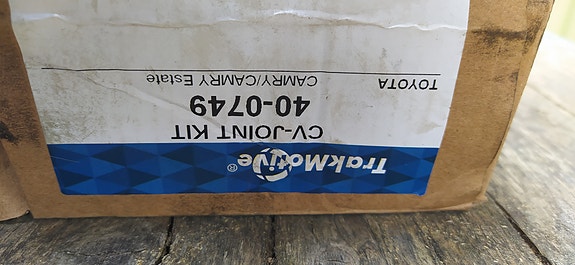 TrakMotive®
CV-JOINT KIT
40-0749
TOYOTA CAMRY/CAMRY Estate